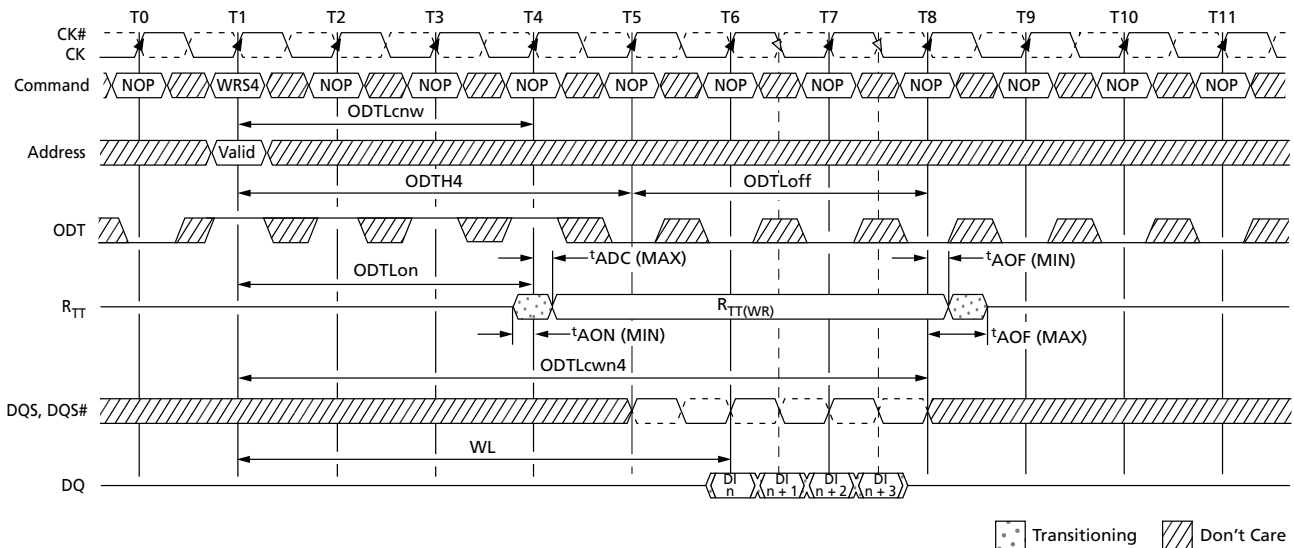 T0 T1 T2 T3 T4 T5 T6 T7 T8 T9 T10 T11
CK#
CK
Command NOP WRS4 NOP NOP NOP NOP NOP NOP NOP NOP NOP NOP
ODTLcnw
Address Valid
ODTH4 ODTLoff
ODT
tADC (MAX) tAOF (MIN)
ODTLon
RTT RTT(WR)
tAON (MIN) tAOF (MAX)
ODTLcwn4
DQS, DQS#
WL
DQ DI n DI n + 1 DI n + 2 DI n + 3
Transitioning Don't Care